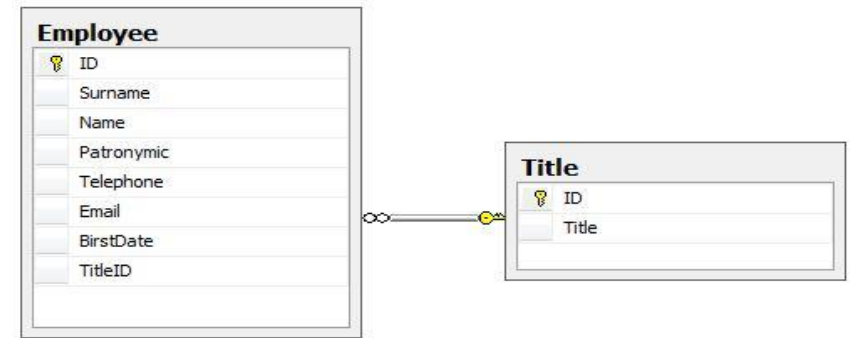 Employee
ID
Surname
Name
Patronymic
Telephone
Email
BirstDate
TitleID
Title
ID
Title